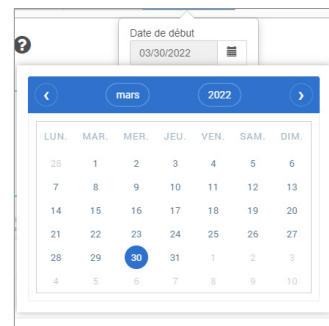 Date de début
?
03/30/2022
‹ mars 2022 ›
LUN. MAR. MER. JEU. VEN. SAM. DIM.
28 1 2 3 4 5 6
7 8 9 10 11 12 13
14 15 16 17 18 19 20
21 22 23 24 25 26 27
28 29 30 31 1 2 3
4 5 6 7 8 9 10